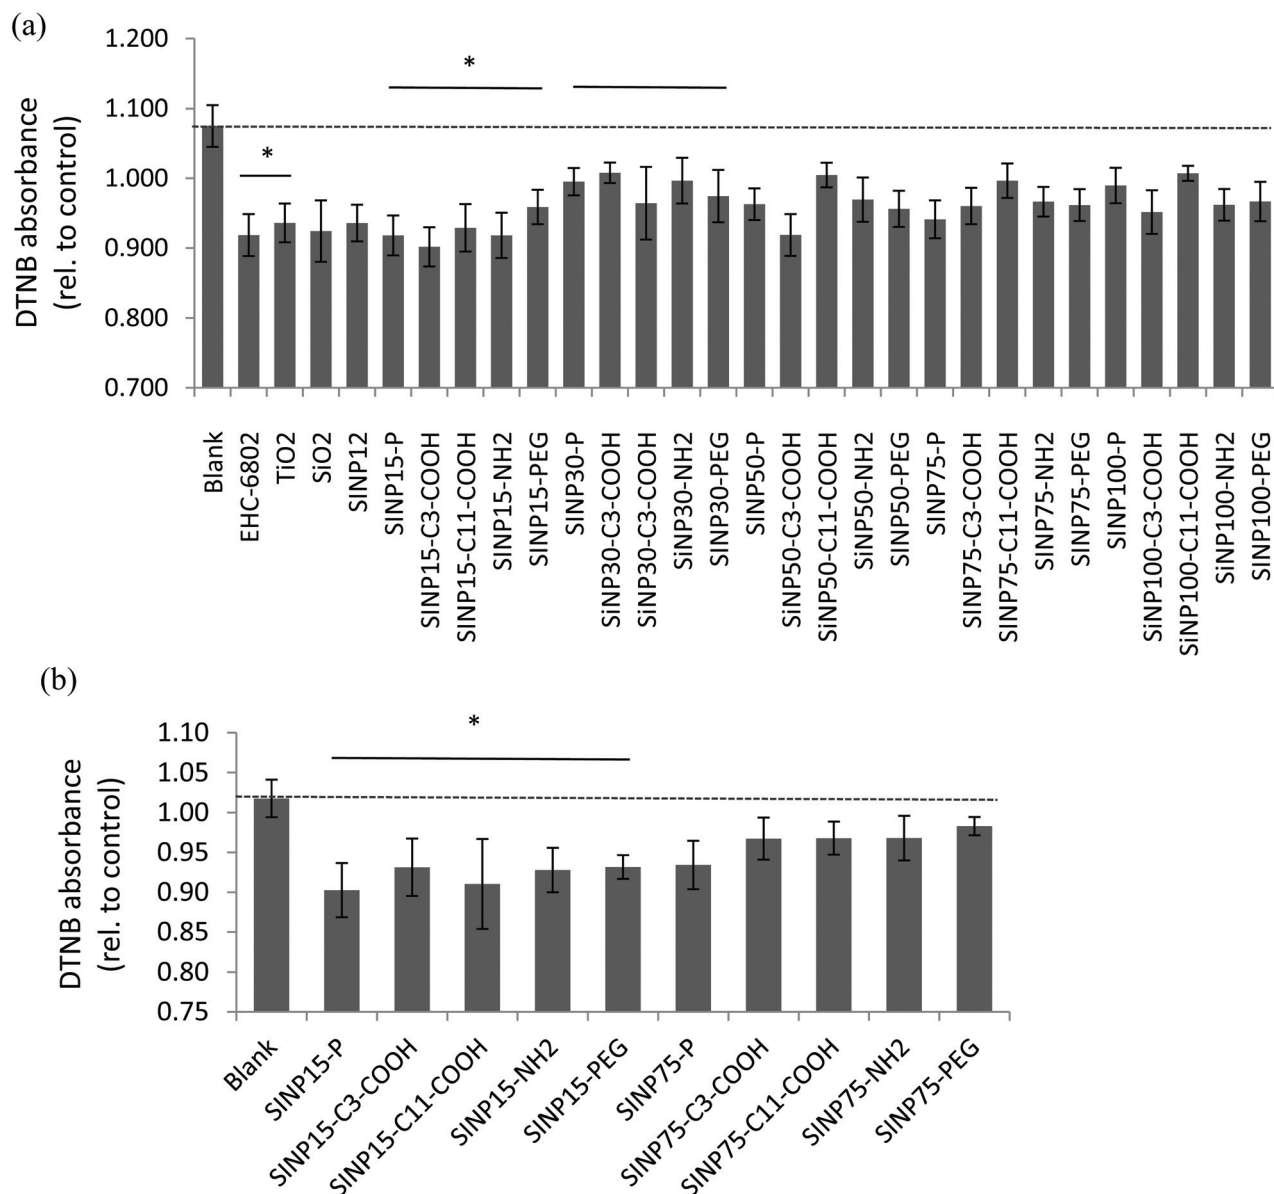 (a)
DTNB absorbance
(rel. to control)
1.200
1.100
1.000
0.900
0.800
0.700
*
*
Blank
EHC-6802
TiO2
SiO2
SINP12
SINP15-P
SINP15-C3-COOH
SINP15-C11-COOH
SINP15-NH2
SINP15-PEG
SINP30-P
SiNP30-C3-COOH
SiNP30-C3-COOH
SiNP30-NH2
SINP30-PEG
SINP50-P
SiNP50-C3-COOH
SINP50-C11-COOH
SiNP50-NH2
SINP50-PEG
SINP75-P
SINP75-C3-COOH
SINP75-C11-COOH
SINP75-NH2
SINP75-PEG
SINP100-P
SiNP100-C3-COOH
SiNP100-C11-COOH
SiNP100-NH2
SINP100-PEG
(b)
DTNB absorbance
(rel. to control)
1.10
1.05
1.00
0.95
0.90
0.85
0.80
0.75
*
Blank
SINP15-P
SINP15-C3-COOH
SINP15-C11-COOH
SINP15-NH2
SINP15-PEG
SINP75-P
SINP75-C3-COOH
SINP75-C11-COOH
SINP75-NH2
SINP75-PEG